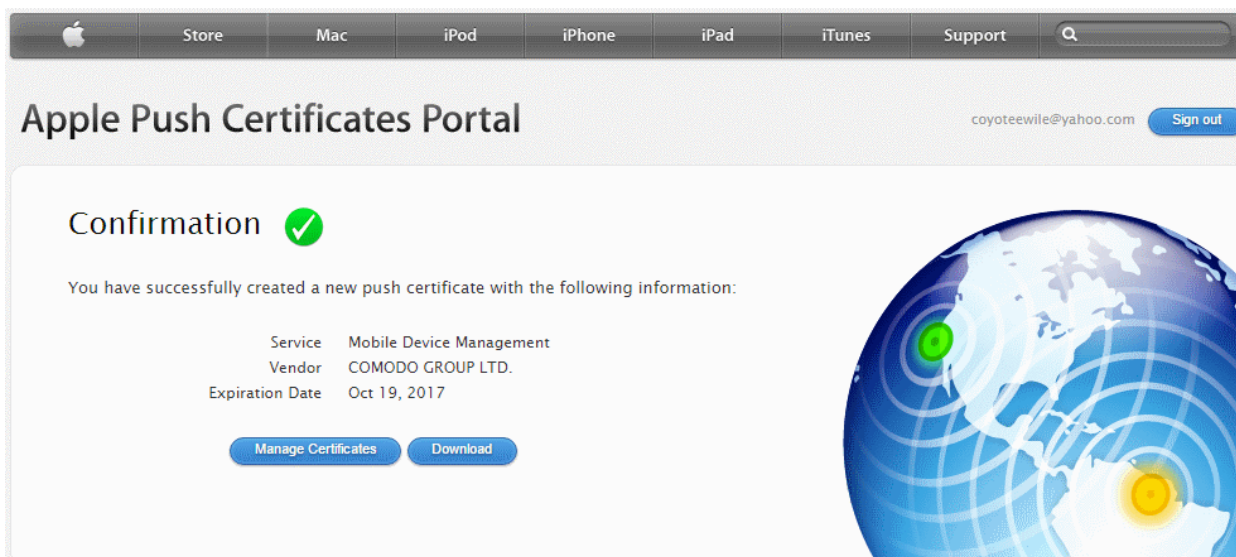 Store Mac iPod iPhone iPad iTunes Support
Apple Push Certificates Portal
coyoteewile@yahoo.com Sign out
Confirmation
You have successfully created a new push certificate with the following information:
Service Mobile Device Management
Vendor COMODO GROUP LTD.
Expiration Date Oct 19, 2017
Manage Certificates Download